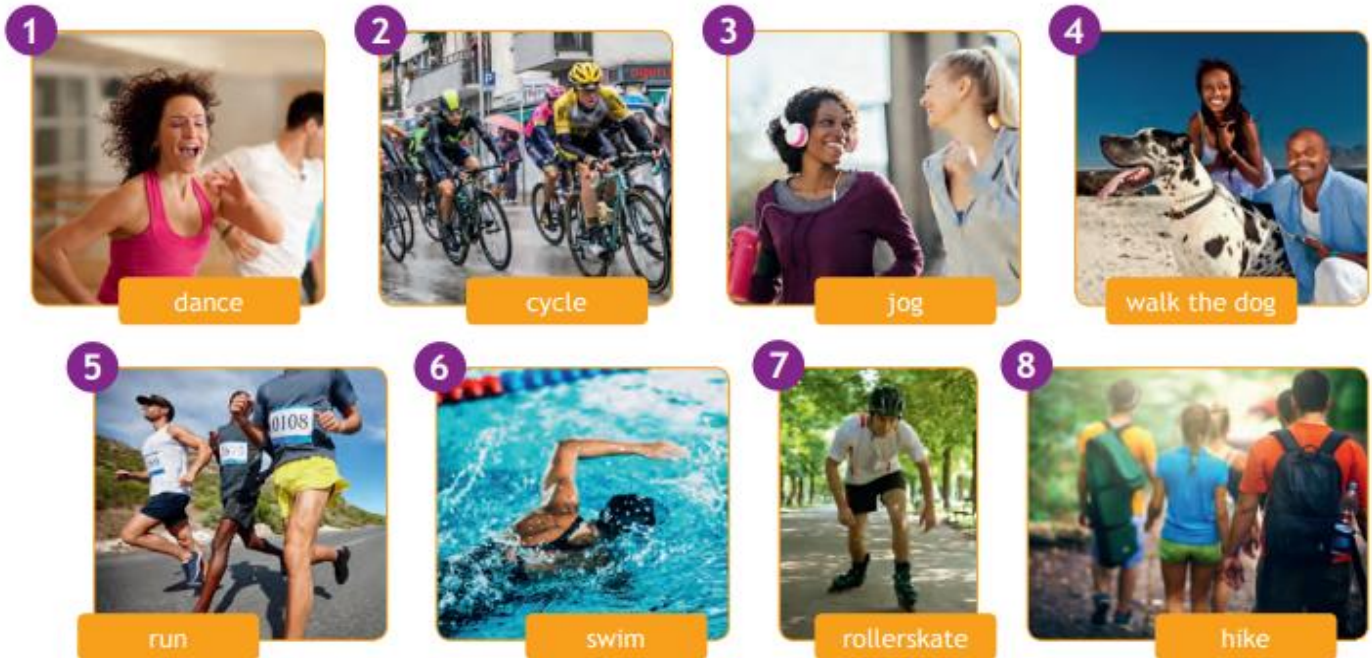 1
2
3
4
dance
cycle
jog
walk the dog
5
6
7
8
0108
run
swim
rollerskate
hike